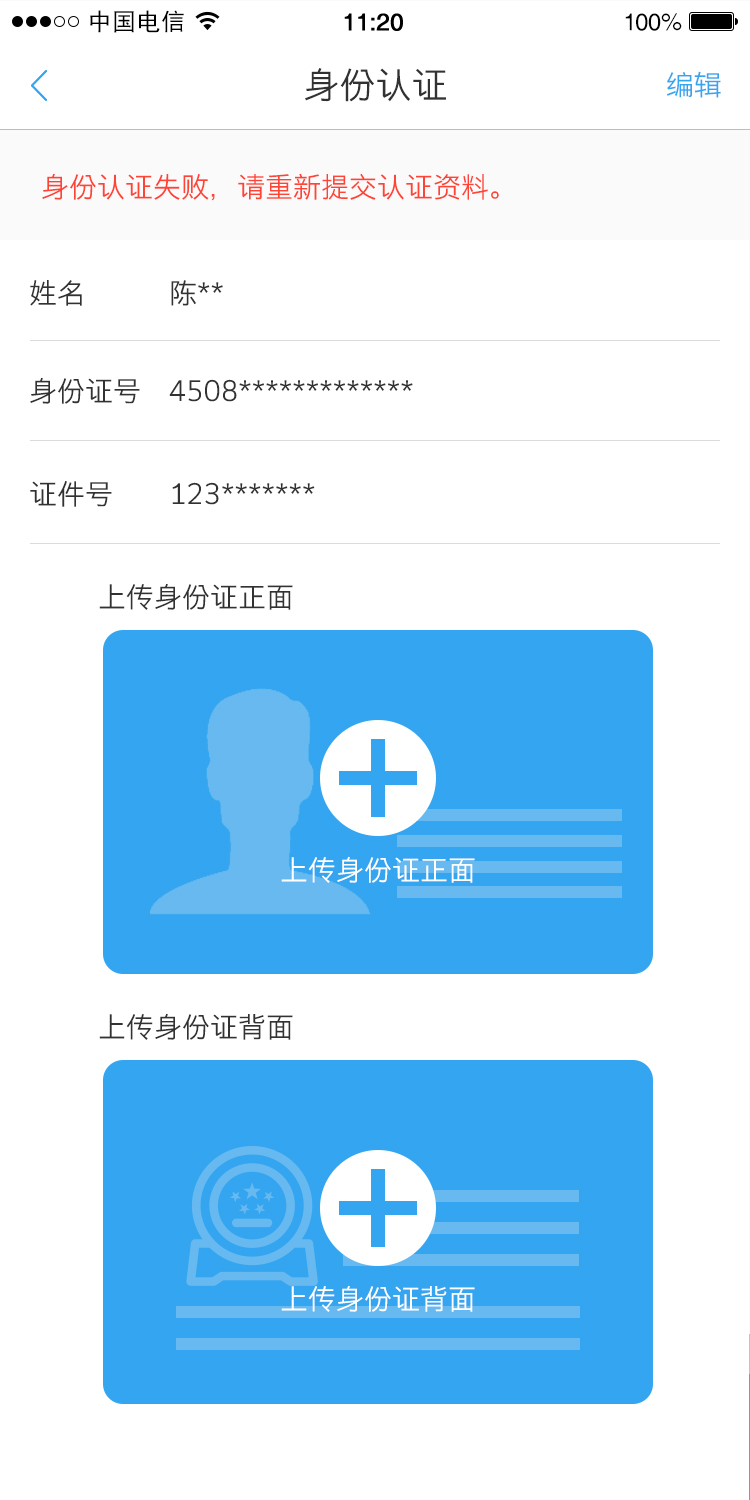 中国电信 11:20 100%
身份认证 编辑
身份认证失败，请重新提交认证资料。
姓名 陈**
身份证号 4508*************
证件号 123*******
上传身份证正面
上传身份证正面
上传身份证背面
上传身份证背面